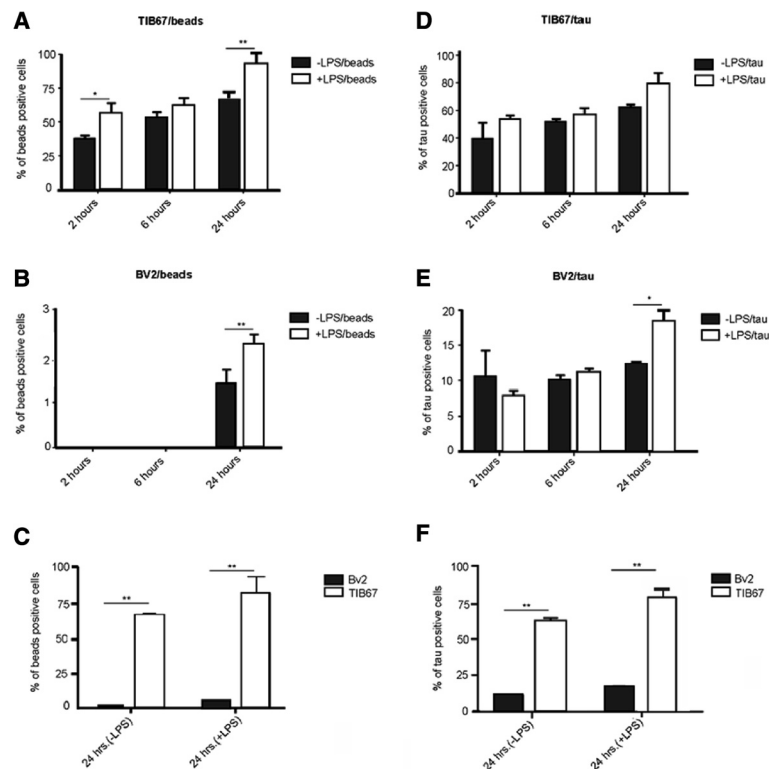 A
TIB67/beads
% of beads positive cells
100
75
50
25
0
*
**
-LPS/beads
+LPS/beads
2 hours
6 hours
24 hours
B
BV2/beads
% of beads positive cells
3
2
1
0
**
-LPS/beads
+LPS/beads
2 hours
6 hours
24 hours
C
% of beads positive cells
100
75
50
25
0
**
**
Bv2
TIB67
24 hrs.(-LPS)
24 hrs.(+LPS)
D
TIB67/tau
% of tau positive cells
100
80
60
40
20
0
-LPS/tau
+LPS/tau
2 hours
6 hours
24 hours
E
BV2/tau
% of tau positive cells
20
15
10
5
0
*
-LPS/tau
+LPS/tau
2 hours
6 hours
24 hours
F
% of tau positive cells
100
75
50
25
0
**
**
Bv2
TIB67
24 hrs.(-LPS)
24 hrs.(+LPS)